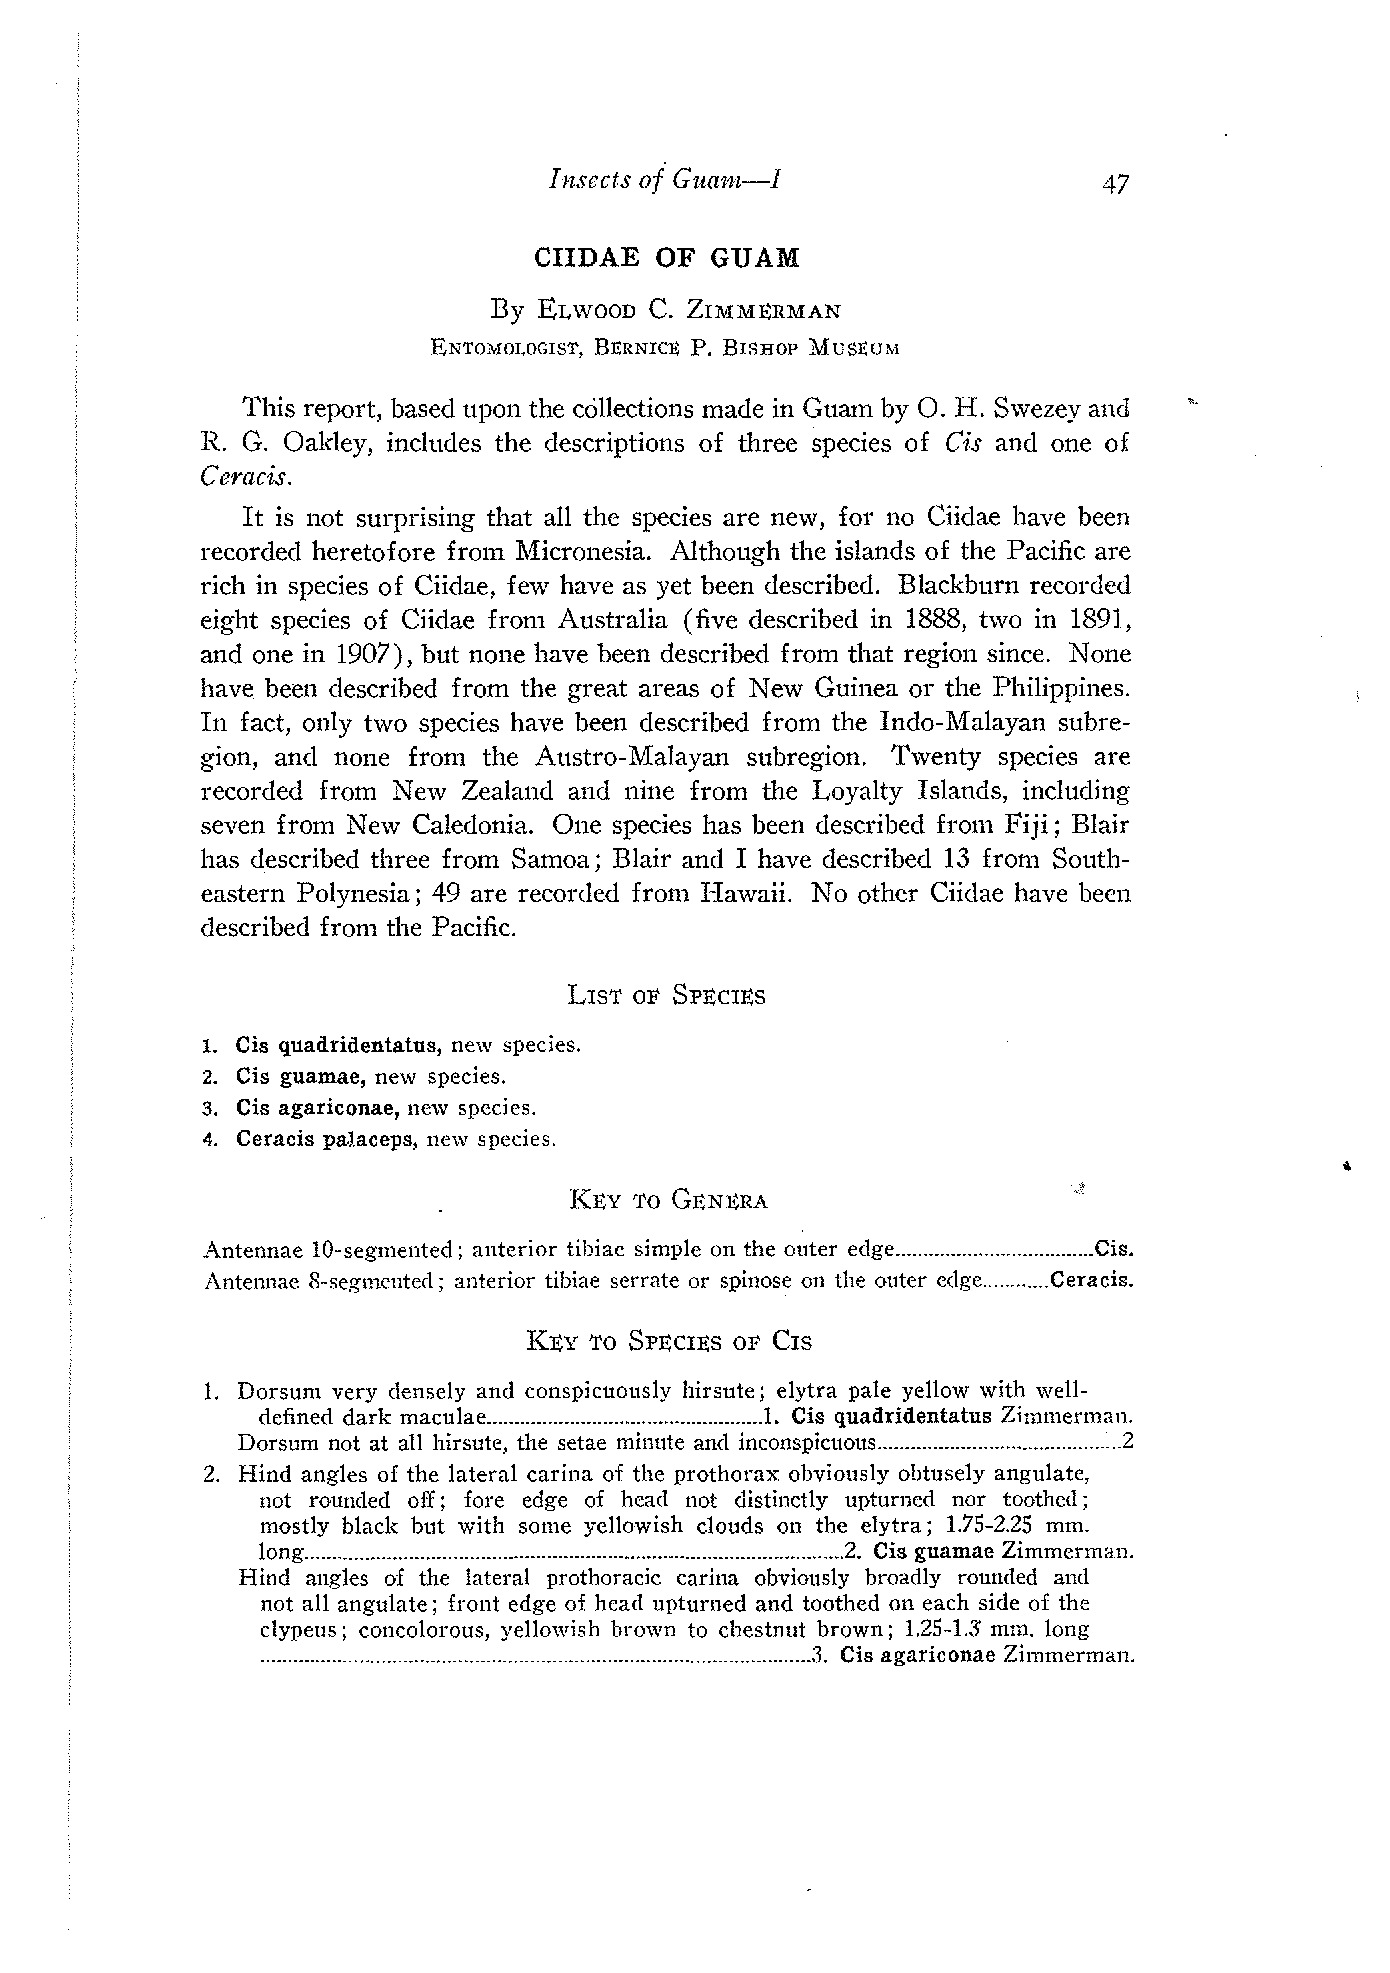 Insects of Guam—I 47
CIIDAE OF GUAM
By ELWOOD C. ZIMMERMAN
ENTOMOLOGIST, BERNICE P. BISHOP MUSEUM
This report, based upon the collections made in Guam by O. H. Swezey and
R. G. Oakley, includes the descriptions of three species of Cis and one of
Ceracis.
It is not surprising that all the species are new, for no Ciidae have been
recorded heretofore from Micronesia. Although the islands of the Pacific are
rich in species of Ciidae, few have as yet been described. Blackburn recorded
eight species of Ciidae from Australia (five described in 1888, two in 1891,
and one in 1907), but none have been described from that region since. None
have been described from the great areas of New Guinea or the Philippines.
In fact, only two species have been described from the Indo-Malayan subre-
gion, and none from the Austro-Malayan subregion. Twenty species are
recorded from New Zealand and nine from the Loyalty Islands, including
seven from New Caledonia. One species has been described from Fiji; Blair
has described three from Samoa; Blair and I have described 13 from South-
eastern Polynesia; 49 are recorded from Hawaii. No other Ciidae have been
described from the Pacific.
LIST OF SPECIES
1. Cis quadridentatus, new species.
2. Cis guamae, new species.
3. Cis agariconae, new species.
4. Ceracis palaceps, new species.
KEY TO GENERA
Antennae 10-segmented; anterior tibiae simple on the outer edge....................Cis.
Antennae 8-segmented; anterior tibiae serrate or spinose on the outer edge............Ceracis.
KEY TO SPECIES OF CIS
1. Dorsum very densely and conspicuously hirsute; elytra pale yellow with well-
defined dark maculae....................1. Cis quadridentatus Zimmerman.
Dorsum not at all hirsute, the setae minute and inconspicuous....................2
2. Hind angles of the lateral carina of the prothorax obviously obtusely angulate,
not rounded off; fore edge of head not distinctly upturned nor toothed;
mostly black but with some yellowish clouds on the elytra; 1.75-2.25 mm.
long....................2. Cis guamae Zimmerman.
Hind angles of the lateral prothoracic carina obviously broadly rounded and
not all angulate; front edge of head upturned and toothed on each side of the
clypeus; concolorous, yellowish brown to chestnut brown; 1.25-1.3 mm. long
....................3. Cis agariconae Zimmerman.